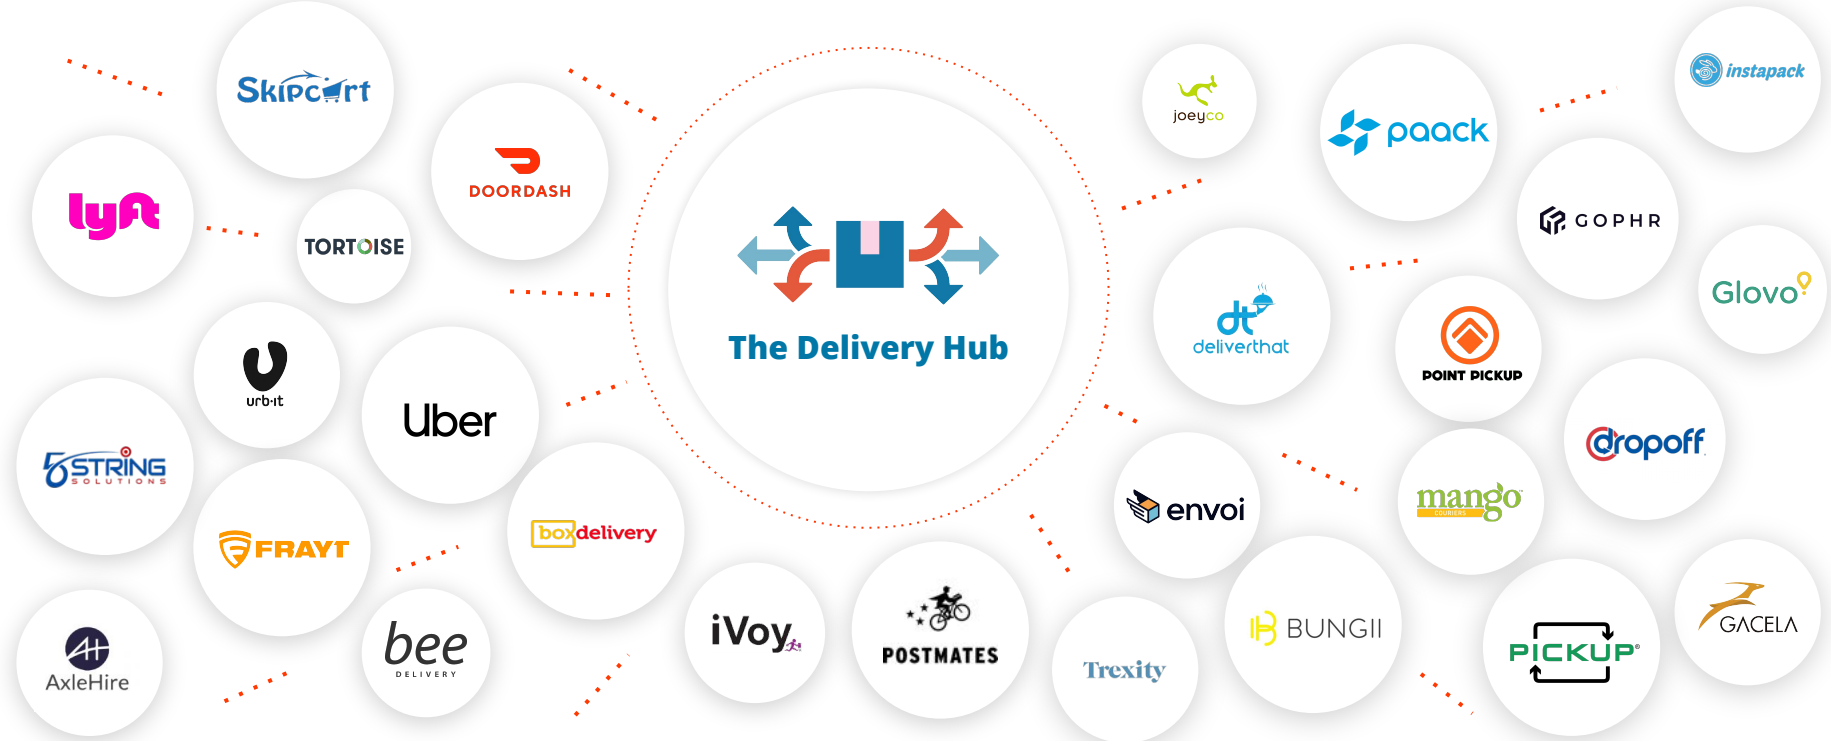 Skipcart
joeyco
paack
instapack
lyft
TORTOISE
DOORDASH
GOPHR
Glovo
The Delivery Hub
deliverthat
POINT PICKUP
urb-it
Uber
5STRING
SOLUTIONS
FRAYT
boxdelivery
envoi
mango
COURIERS
dropoff
AxleHire
bee
DELIVERY
iVoy
POSTMATES
Trexity
BUNGII
PICKUP®
GACELA